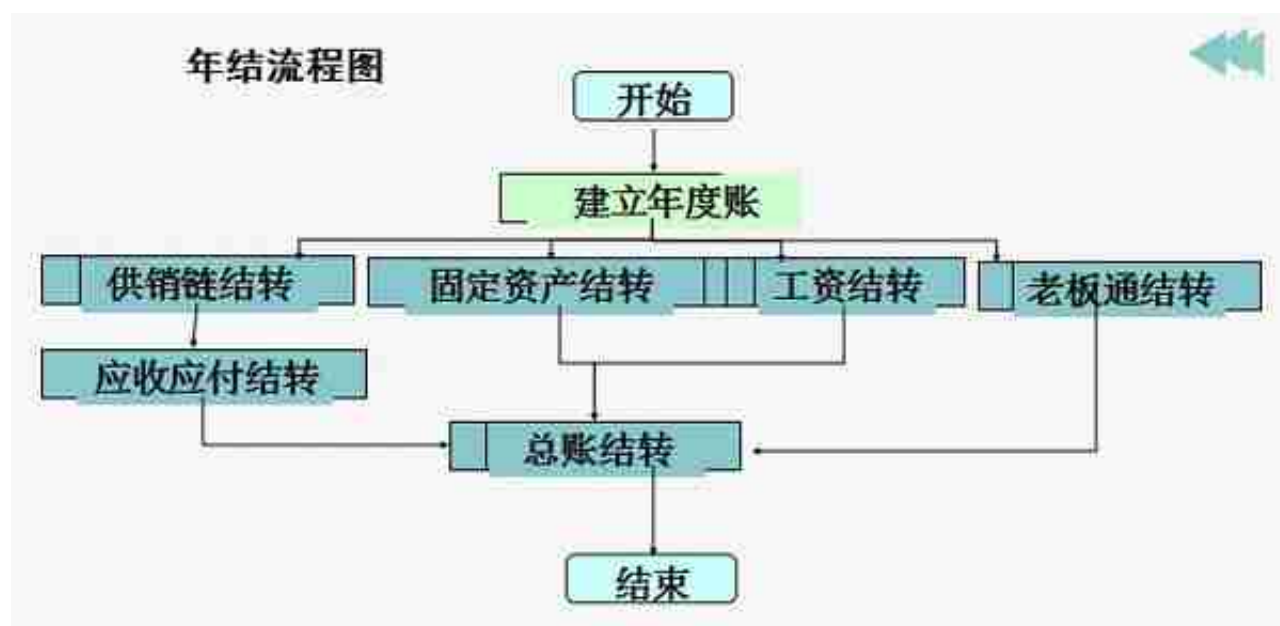 年结流程图
开始
建立年度账
供销链结转
固定资产结转
工资结转
老板通结转
应收应付结转
总账结转
结束